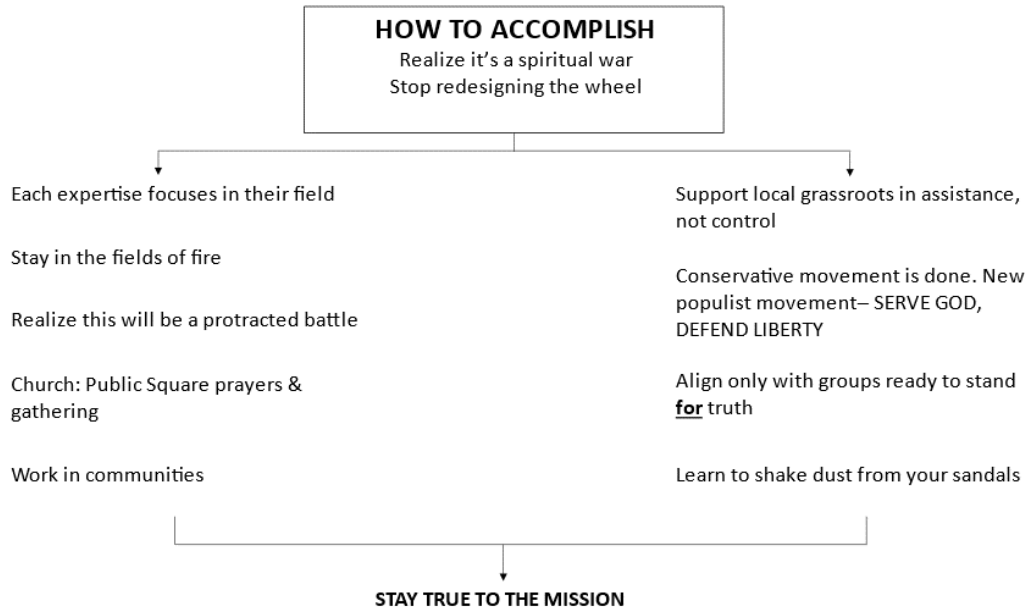 HOW TO ACCOMPLISH
Realize it’s a spiritual war
Stop redesigning the wheel
Each expertise focuses in their field
Stay in the fields of fire
Realize this will be a protracted battle
Church: Public Square prayers &
gathering
Work in communities
Support local grassroots in assistance,
not control
Conservative movement is done. New
populist movement– SERVE GOD,
DEFEND LIBERTY
Align only with groups ready to stand
for truth
Learn to shake dust from your sandals
STAY TRUE TO THE MISSION